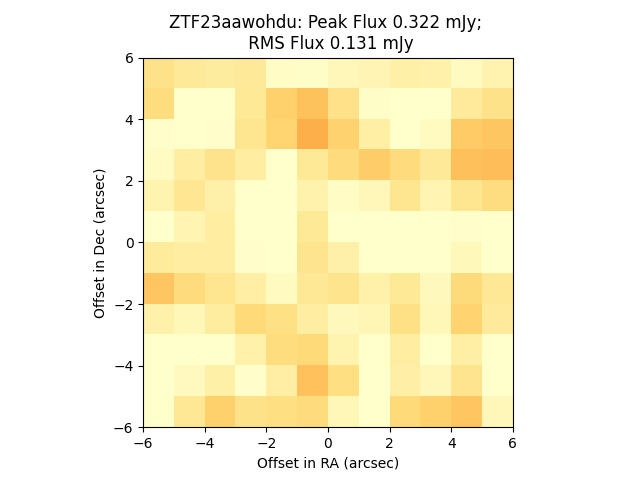 ZTF23aawohdu: Peak Flux 0.322 mJy;
RMS Flux 0.131 mJy
6
4
2
0
−2
−4
−6
Offset in Dec (arcsec)
−6 −4 −2 0 2 4 6
Offset in RA (arcsec)